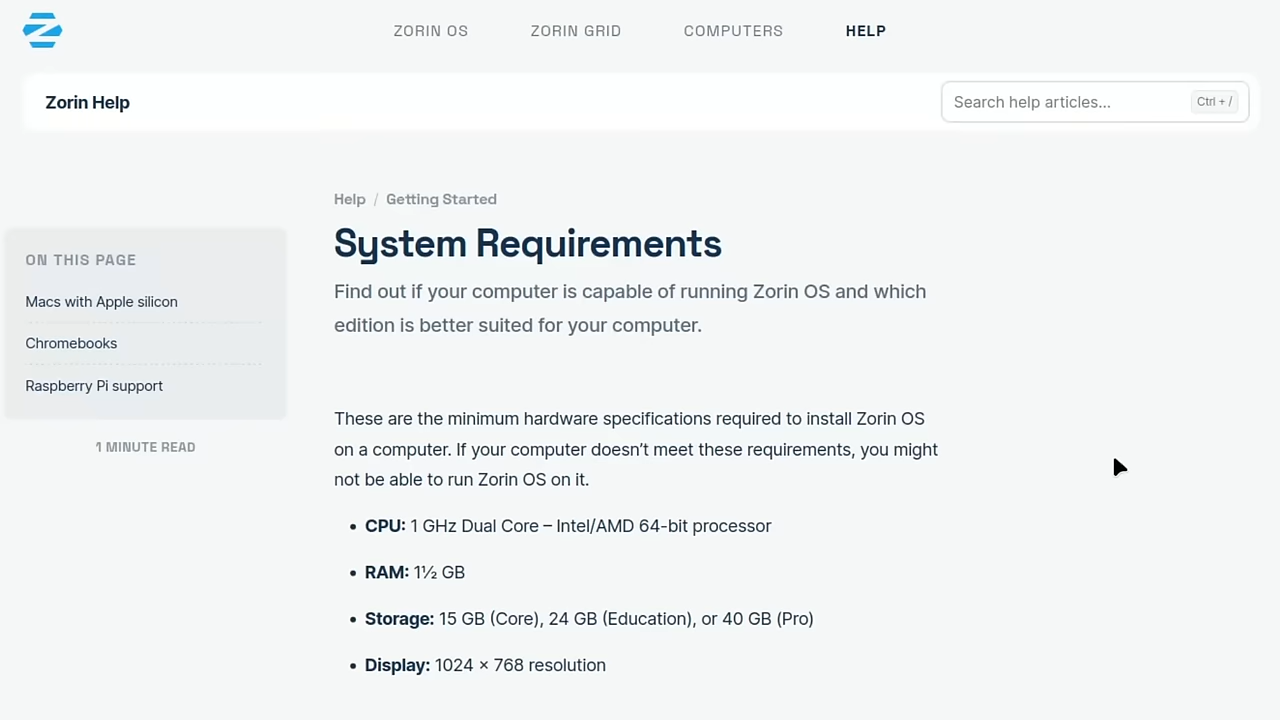 ZORIN OS
ZORIN GRID
COMPUTERS
HELP
Zorin Help
Search help articles...
Ctrl + /
Help / Getting Started
System Requirements
Find out if your computer is capable of running Zorin OS and which
edition is better suited for your computer.
ON THIS PAGE
Macs with Apple silicon
Chromebooks
Raspberry Pi support
1 MINUTE READ
These are the minimum hardware specifications required to install Zorin OS
on a computer. If your computer doesn’t meet these requirements, you might
not be able to run Zorin OS on it.
• CPU: 1 GHz Dual Core – Intel/AMD 64-bit processor
• RAM: 1½ GB
• Storage: 15 GB (Core), 24 GB (Education), or 40 GB (Pro)
• Display: 1024 × 768 resolution